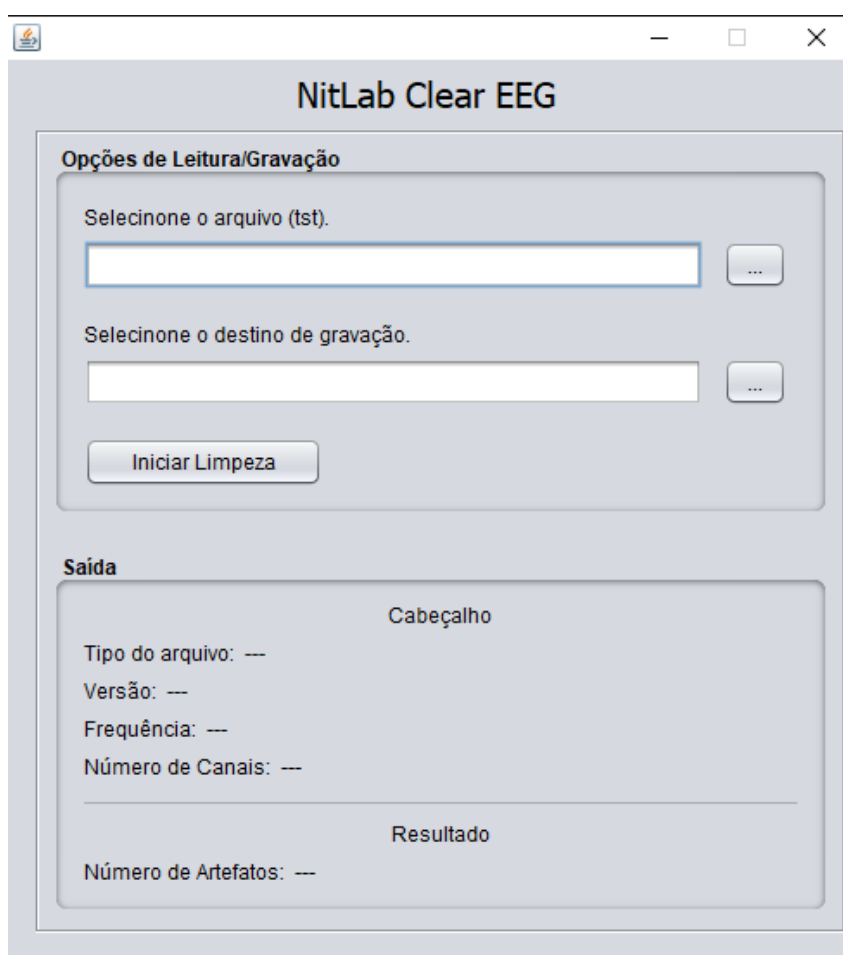 NitLab Clear EEG
Opções de Leitura/Gravação
Selecinone o arquivo (tst).
...
Selecinone o destino de gravação.
...
Iniciar Limpeza
Saída
Cabeçalho
Tipo do arquivo: ---
Versão: ---
Frequência: ---
Número de Canais: ---
Resultado
Número de Artefatos: ---